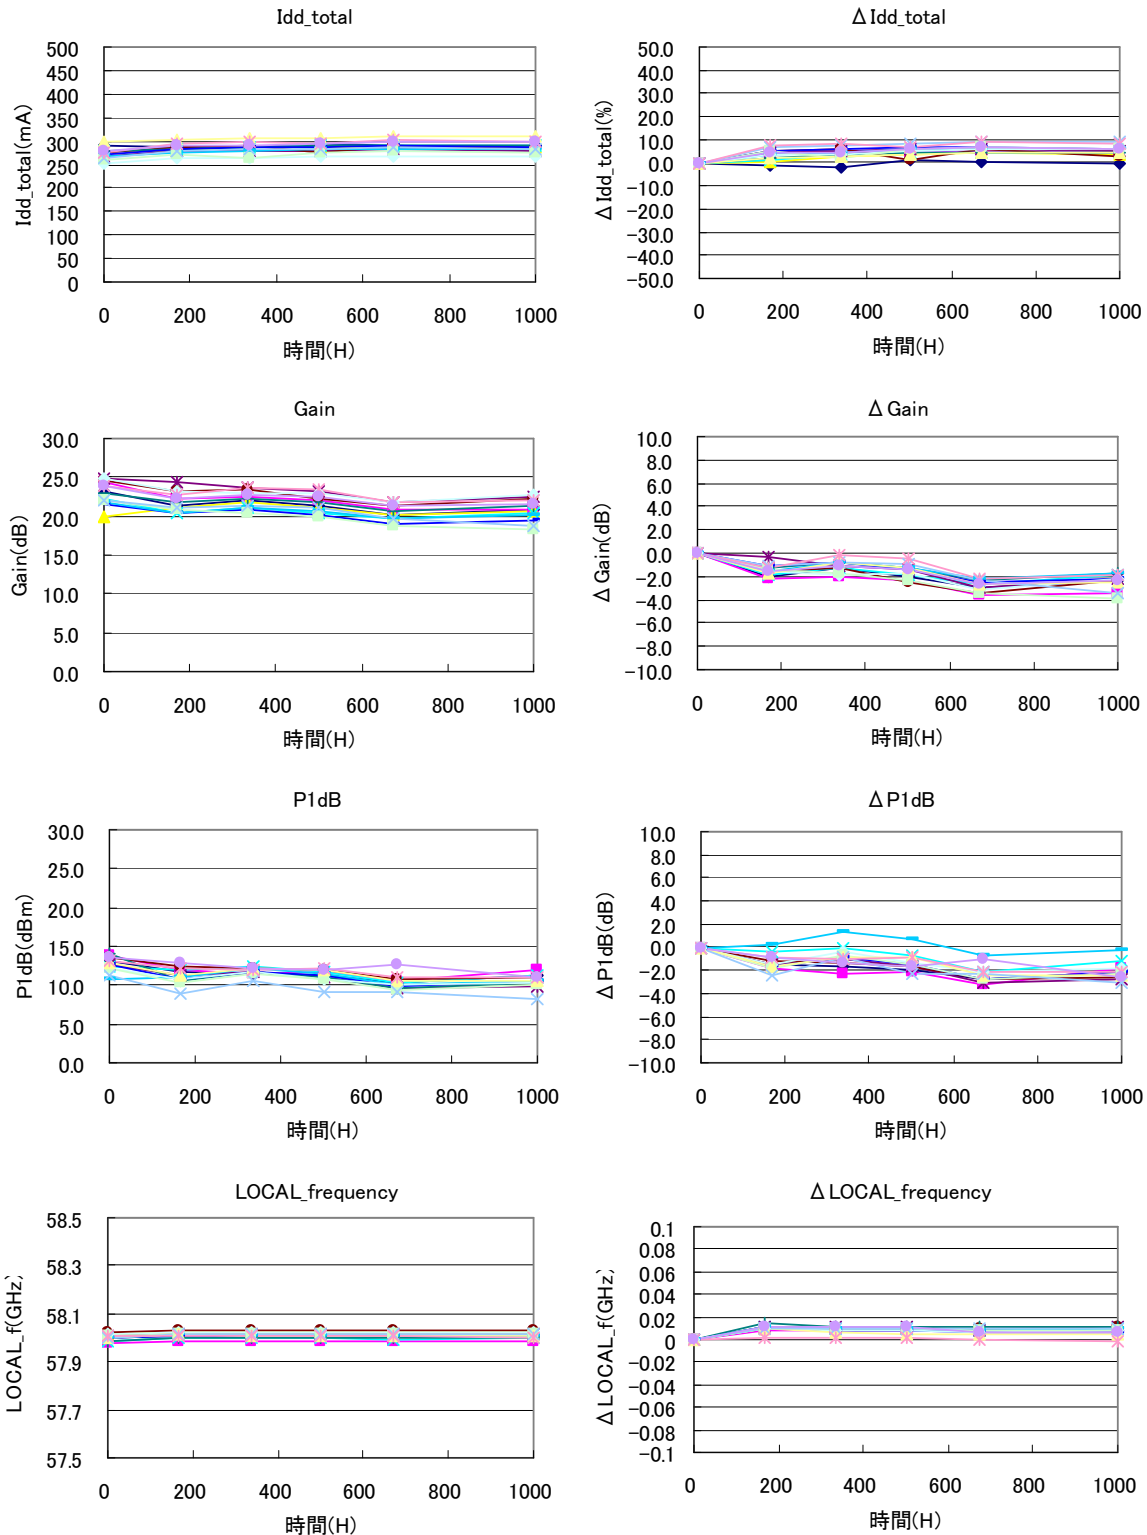 Idd_total
500
450
400
350
300
250
200
150
100
50
0
Idd_total(mA)
0 200 400 600 800 1000
時間(H)
Δ Idd_total
50.0
40.0
30.0
20.0
10.0
0.0
-10.0
-20.0
-30.0
-40.0
-50.0
Δ Idd_total(%)
0 200 400 600 800 1000
時間(H)
Gain
30.0
25.0
20.0
15.0
10.0
5.0
0.0
Gain(dB)
0 200 400 600 800 1000
時間(H)
Δ Gain
10.0
8.0
6.0
4.0
2.0
0.0
-2.0
-4.0
-6.0
-8.0
-10.0
Δ Gain(dB)
0 200 400 600 800 1000
時間(H)
P1dB
30.0
25.0
20.0
15.0
10.0
5.0
0.0
P1dB(dBm)
0 200 400 600 800 1000
時間(H)
Δ P1dB
10.0
8.0
6.0
4.0
2.0
0.0
-2.0
-4.0
-6.0
-8.0
-10.0
Δ P1dB(dB)
0 200 400 600 800 1000
時間(H)
LOCAL_frequency
58.5
58.3
58.1
57.9
57.7
57.5
LOCAL_f(GHz)
0 200 400 600 800 1000
時間(H)
Δ LOCAL_frequency
0.1
0.08
0.06
0.04
0.02
0
-0.02
-0.04
-0.06
-0.08
-0.1
Δ LOCAL_f(GHz)
0 200 400 600 800 1000
時間(H)